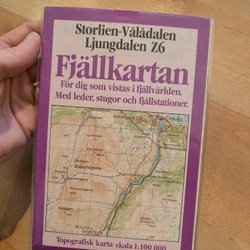 Storlien-Vålådalen
Ljungdalen Z6
Fjällkartan
För dig som vistas i fjällvärlden.
Med leder, stugor och fjällstationer.
Topografisk karta skala 1:100 000